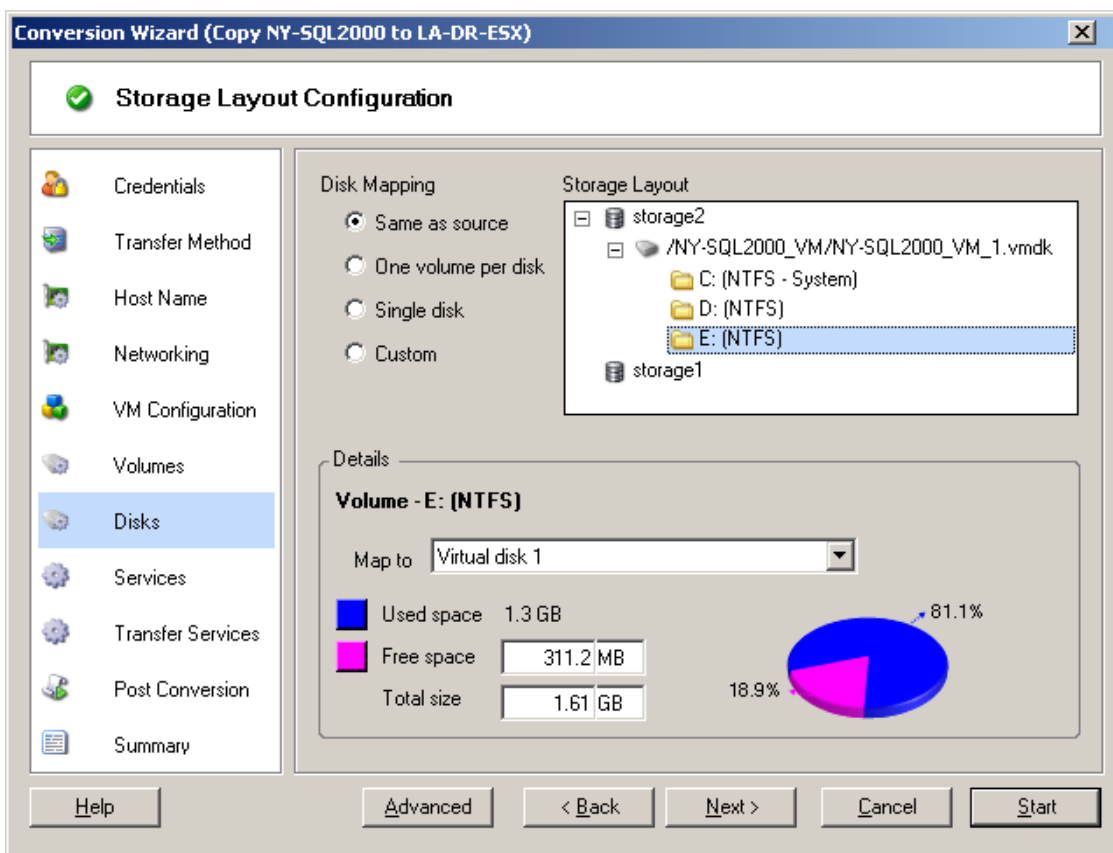 Conversion Wizard (Copy NY-SQL2000 to LA-DR-ESX)
Storage Layout Configuration
Credentials
Transfer Method
Host Name
Networking
VM Configuration
Volumes
Disks
Services
Transfer Services
Post Conversion
Summary
Disk Mapping
Same as source
One volume per disk
Single disk
Custom
Storage Layout
storage2
/NY-SQL2000_VM/NY-SQL2000_VM_1.vmdk
C: (NTFS - System)
D: (NTFS)
E: (NTFS)
storage1
Details
Volume - E: (NTFS)
Map to Virtual disk 1
Used space 1.3 GB
Free space 311.2 MB
Total size 1.61 GB
81.1%
18.9%
Help Advanced < Back Next > Cancel Start